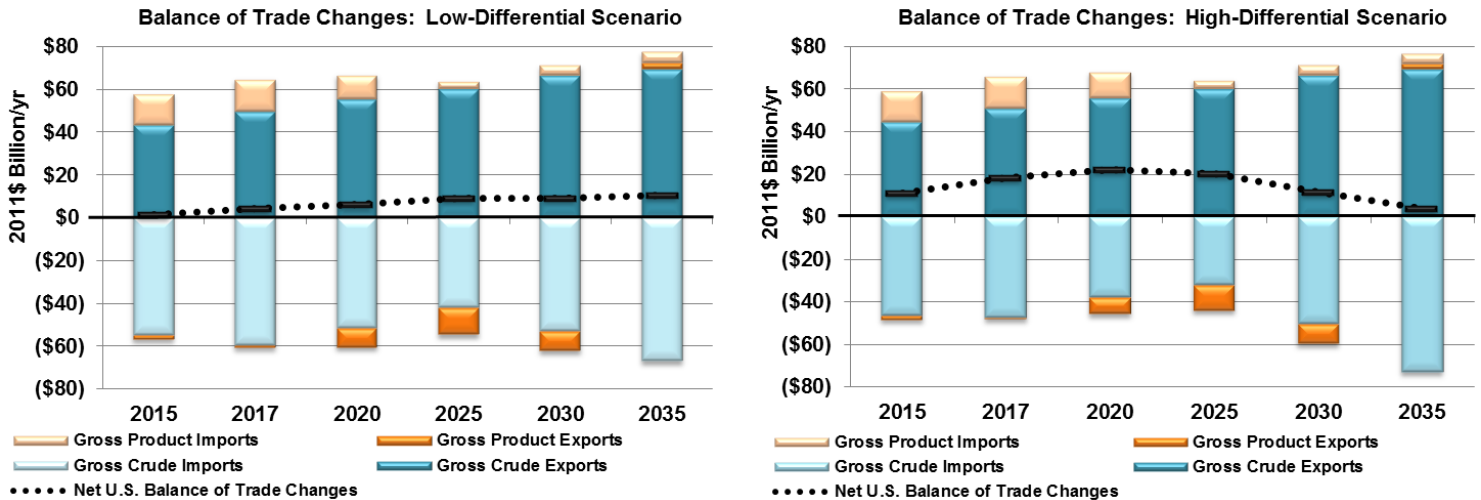 Balance of Trade Changes: Low-Differential Scenario
2011$ Billion/yr
$80
$60
$40
$20
$0
($20)
($40)
($60)
($80)
2015 2017 2020 2025 2030 2035
Gross Product Imports Gross Product Exports
Gross Crude Imports Gross Crude Exports
Net U.S. Balance of Trade Changes
Balance of Trade Changes: High-Differential Scenario
2011$ Billion/yr
$80
$60
$40
$20
$0
($20)
($40)
($60)
($80)
2015 2017 2020 2025 2030 2035
Gross Product Imports Gross Product Exports
Gross Crude Imports Gross Crude Exports
Net U.S. Balance of Trade Changes